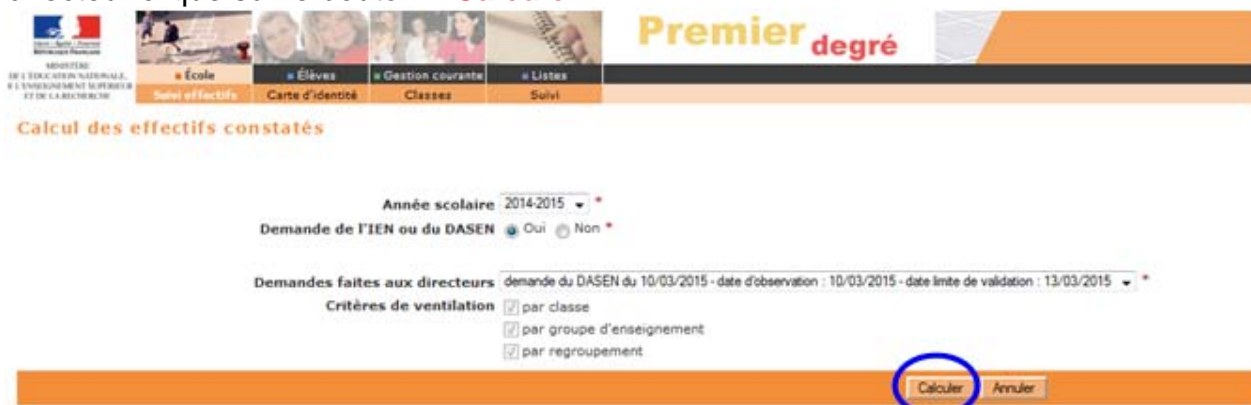 Premier degré
MINISTÈRE
DE L'ÉDUCATION NATIONALE,
DE L'ENSEIGNEMENT SUPÉRIEUR
ET DE LA RECHERCHE
École Élèves Gestion courante Listes
Suivi effectifs Carte d'identité Classes Suivi
Calcul des effectifs constatés
Année scolaire 2014-2015 *
Demande de l'IEN ou du DASEN Oui Non *
Demandes faites aux directeurs demande du DASEN du 10/03/2015 - date d'observation : 10/03/2015 - date limite de validation : 13/03/2015 *
Critères de ventilation par classe
par groupe d'enseignement
par regroupement
Calculer Annuler